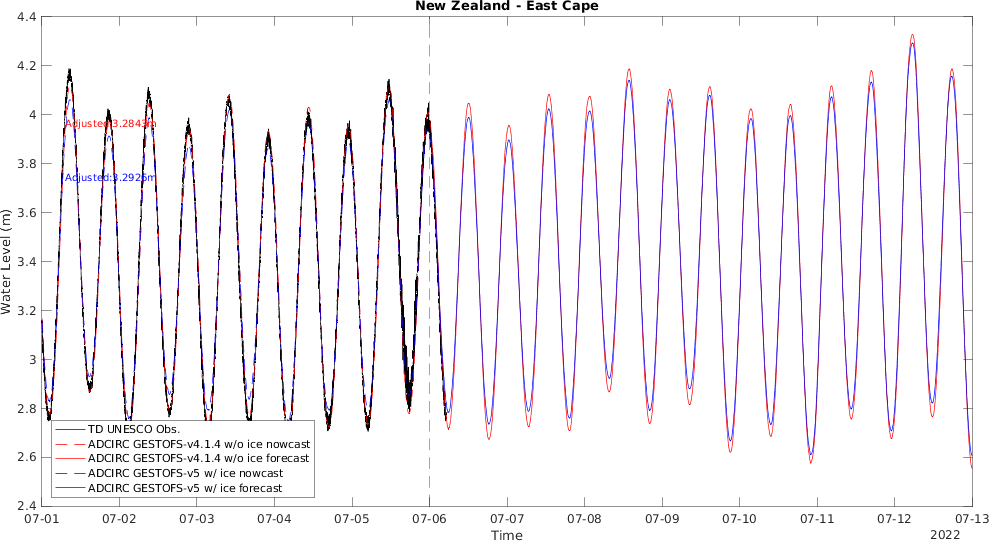 New Zealand - East Cape
4.4
4.2
4
3.8
3.6
3.4
3.2
3
2.8
2.6
2.4
Water Level (m)
Adjusted:3.2843m
Adjusted:3.2926m
TD UNESCO Obs.
ADCIRC GESTOFS-v4.1.4 w/o ice nowcast
ADCIRC GESTOFS-v4.1.4 w/o ice forecast
ADCIRC GESTOFS-v5 w/ ice nowcast
ADCIRC GESTOFS-v5 w/ ice forecast
07-01 07-02 07-03 07-04 07-05 07-06 07-07 07-08 07-09 07-10 07-11 07-12 07-13
Time
2022